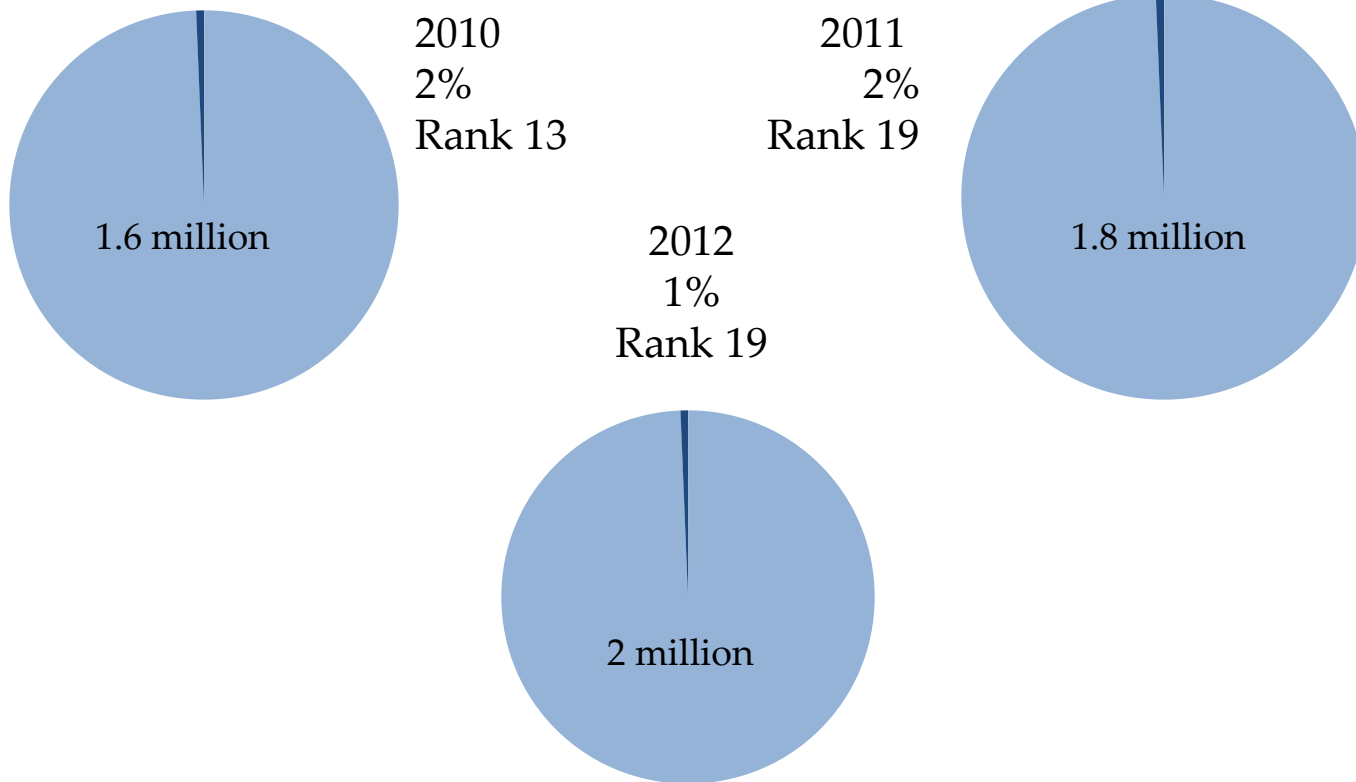 2010
2%
Rank 13
1.6 million
2011
2%
Rank 19
1.8 million
2012
1%
Rank 19
2 million